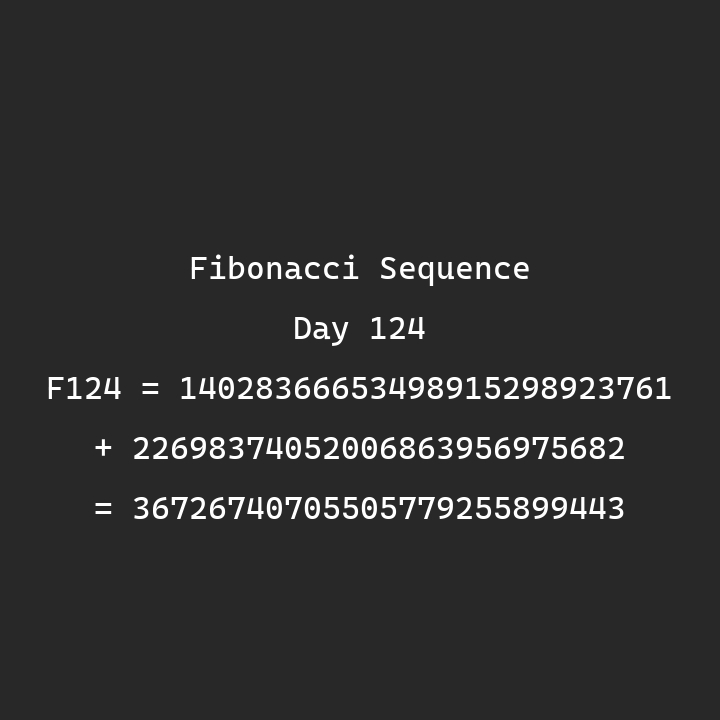 Fibonacci Sequence
Day 124
F124 = 14028366653498915298923761
+ 22698374052006863956975682
= 36726740705505779255899443